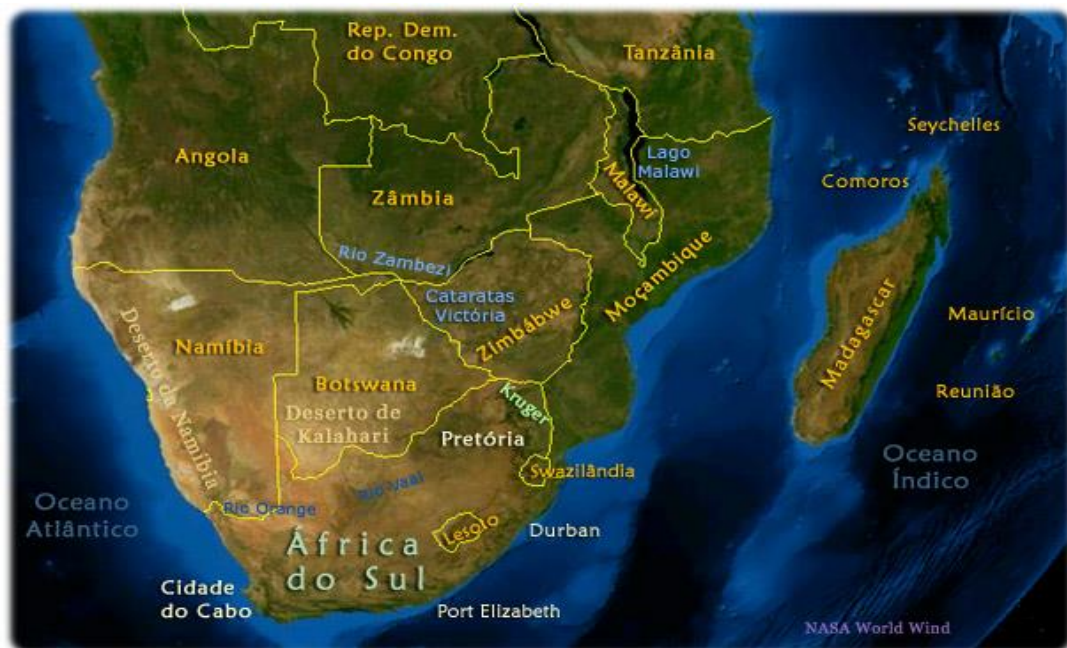 Rep. Dem.
do Congo
Tanzânia
Seychelles
Angola
Lago
Malawi
Comoros
Malawi
Zâmbia
Rio Zambezi
Moçambique
Cataratas
Victória
Zimbábwe
Maurício
Madagascar
Deserto da Namíbia
Namíbia
Botswana
Reunião
Kruger
Deserto de
Kalahari
Pretória
Oceano
Índico
Swazilândia
Rio Vaal
Oceano
Atlântico
Rio Orange
Lesoto
Durban
África
do Sul
Cidade
do Cabo
Port Elizabeth
NASA World Wind